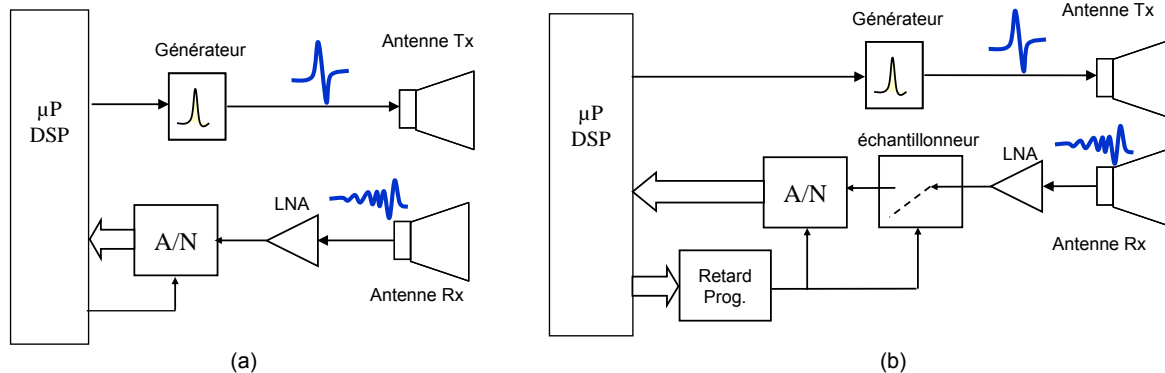 Générateur
Antenne Tx
µP
DSP
A/N
LNA
Antenne Rx
(a)
Générateur
Antenne Tx
µP
DSP
échantillonneur
LNA
A/N
Antenne Rx
Retard
Prog.
(b)